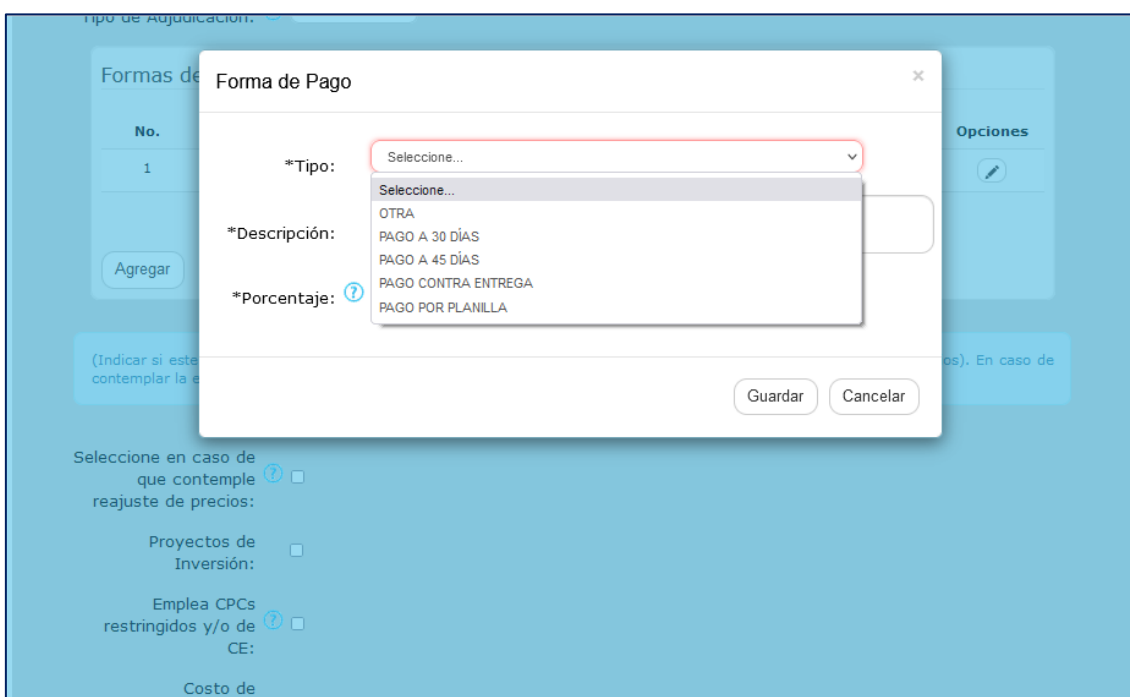 Tipo de Adjudicación:
Formas de
Forma de Pago
×
No.
Opciones
1
*Tipo:
Seleccione...
Seleccione...
OTRA
PAGO A 30 DÍAS
PAGO A 45 DÍAS
PAGO CONTRA ENTREGA
PAGO POR PLANILLA
*Descripción:
*Porcentaje: ?
Agregar
(Indicar si este
os). En caso de
contemplar la e
Guardar
Cancelar
Seleccione en caso de
que contemple ?
reajuste de precios:
Proyectos de
Inversión:
Emplea CPCs
restringidos y/o de ?
CE:
Costo de